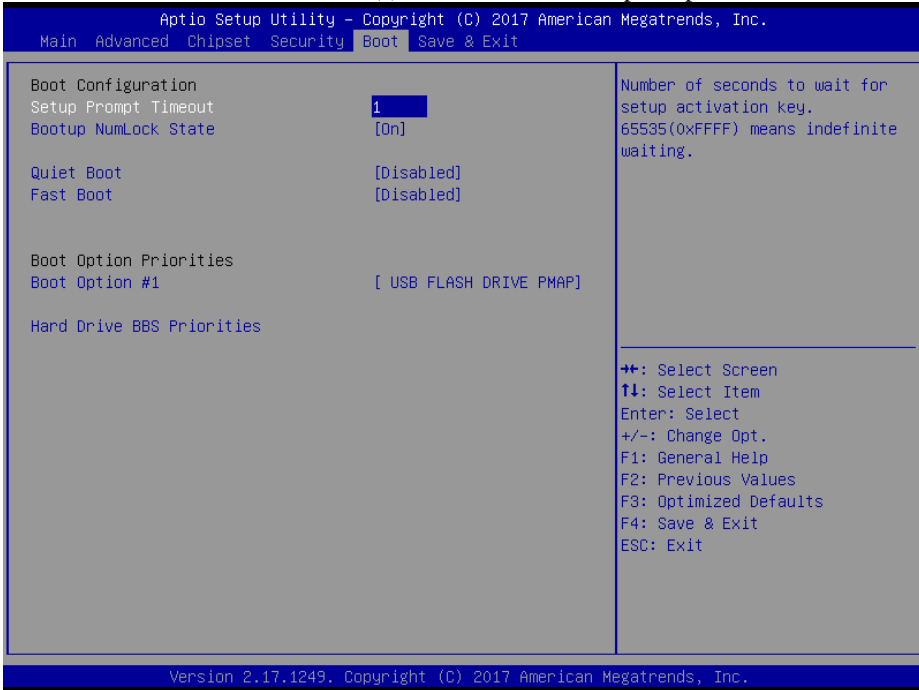 Aptio Setup Utility – Copyright (C) 2017 American Megatrends, Inc.
Main Advanced Chipset Security Boot Save & Exit
Boot Configuration
Setup Prompt Timeout 1
Bootup NumLock State [On]
Quiet Boot [Disabled]
Fast Boot [Disabled]
Boot Option Priorities
Boot Option #1 [ USB FLASH DRIVE PMAP]
Hard Drive BBS Priorities
Number of seconds to wait for
setup activation key.
65535(0xFFFF) means indefinite
waiting.
→←: Select Screen
↑↓: Select Item
Enter: Select
+/-: Change Opt.
F1: General Help
F2: Previous Values
F3: Optimized Defaults
F4: Save & Exit
ESC: Exit
Version 2.17.1249. Copyright (C) 2017 American Megatrends, Inc.